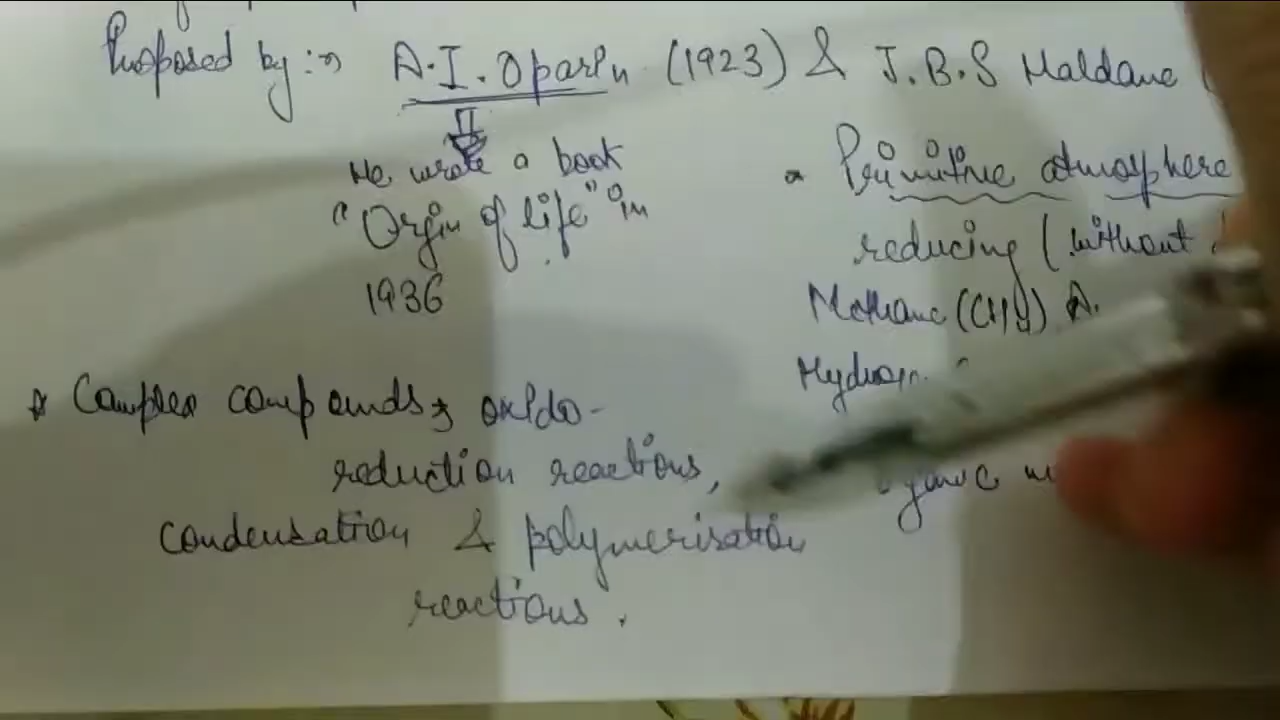 Proposed by :→ A.I. Oparin (1923) & J.B.S Haldane (
He wrote a book
"Orgin of life" in
1936
• Primitive atmosphere
reducing (without
Methane (CH4)
☆ Complex compounds → oxido-
reduction reactions,
condensation & polymerisation
reactions.